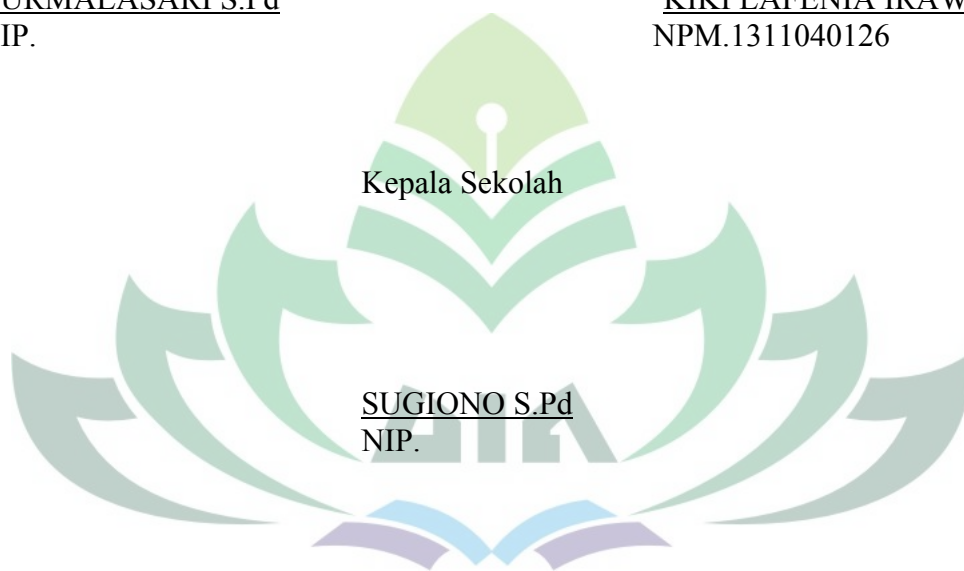 URMALASARI S.Pd KIKI LAFENIA IRAW
IP. NPM.1311040126
Kepala Sekolah
SUGIONO S.Pd
NIP.